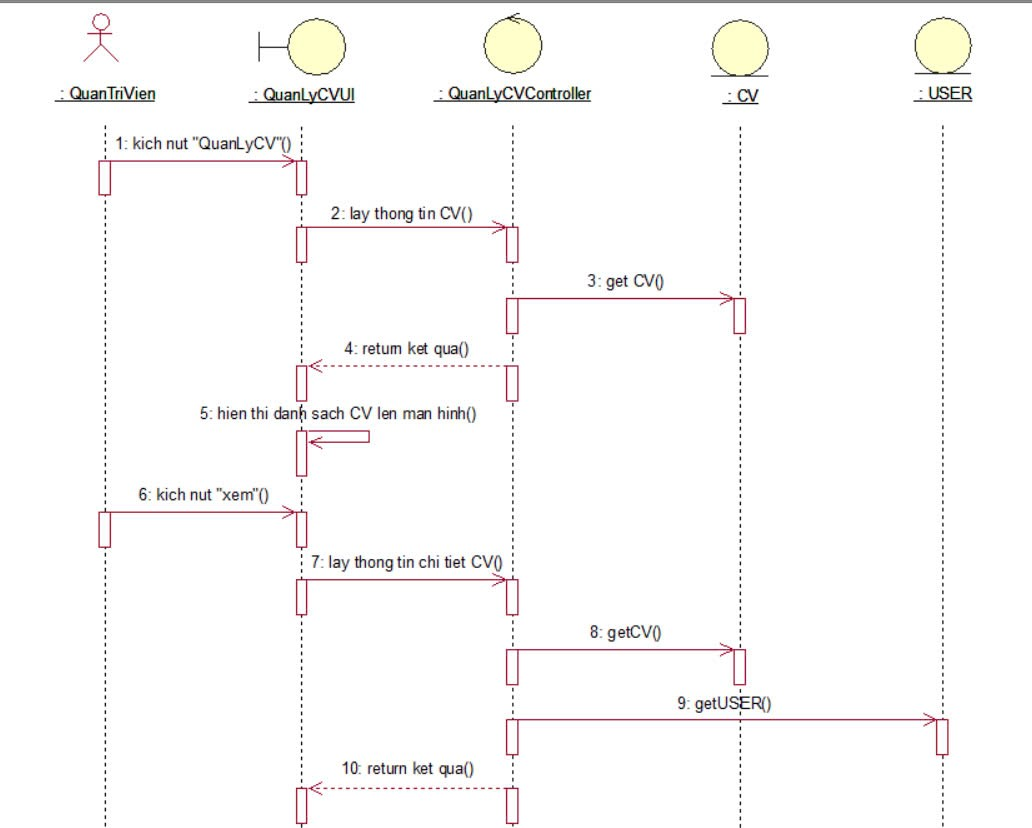 : QuanTriVien
: QuanLyCVUI
: QuanLyCVController
: CV
: USER
1: kich nut "QuanLyCV"()
2: lay thong tin CV()
3: get CV()
4: return ket qua()
5: hien thi danh sach CV len man hinh()
6: kich nut "xem"()
7: lay thong tin chi tiet CV()
8: getCV()
9: getUSER()
10: return ket qua()